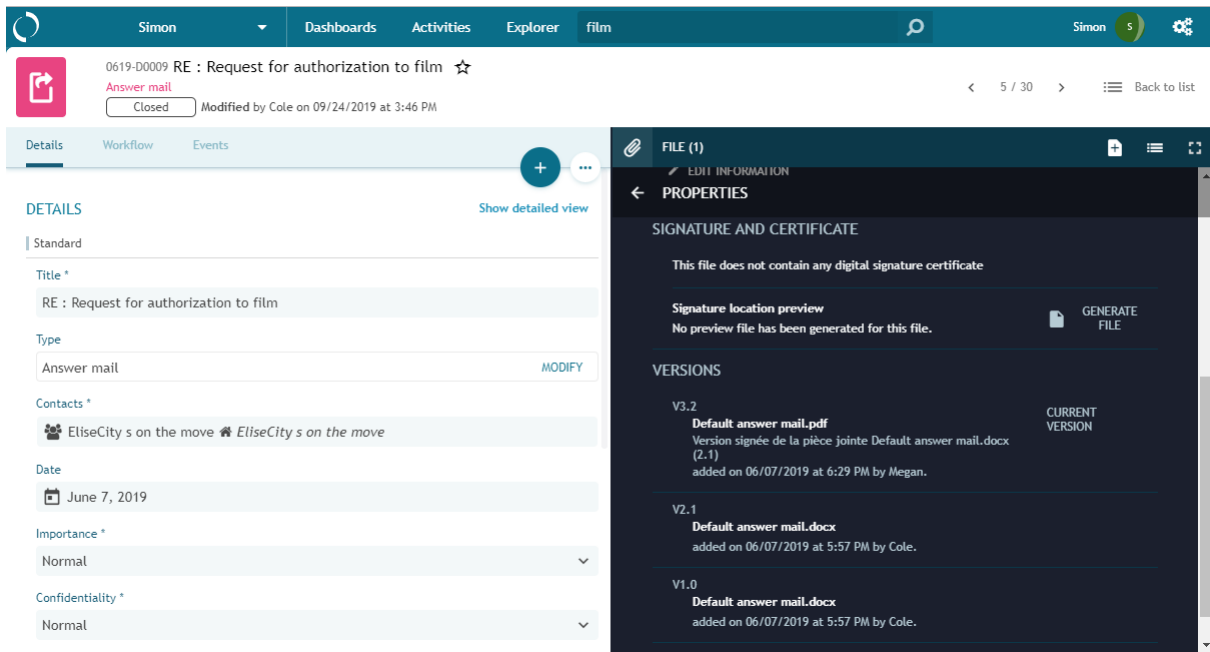 Simon
Dashboards
Activities
Explorer
film
Simon
S
0619-D0009 RE : Request for authorization to film
Answer mail
Closed Modified by Cole on 09/24/2019 at 3:46 PM
5 / 30
Back to list
Details
Workflow
Events
DETAILS
Show detailed view
Standard
Title *
RE : Request for authorization to film
Type
Answer mail
MODIFY
Contacts *
EliseCity s on the move EliseCity s on the move
Date
June 7, 2019
Importance *
Normal
Confidentiality *
Normal
FILE (1)
EDIT INFORMATION
PROPERTIES
SIGNATURE AND CERTIFICATE
This file does not contain any digital signature certificate
Signature location preview
No preview file has been generated for this file.
GENERATE
FILE
VERSIONS
V3.2
Default answer mail.pdf
Version signée de la pièce jointe Default answer mail.docx
(2.1)
added on 06/07/2019 at 6:29 PM by Megan.
CURRENT
VERSION
V2.1
Default answer mail.docx
added on 06/07/2019 at 5:57 PM by Cole.
V1.0
Default answer mail.docx
added on 06/07/2019 at 5:57 PM by Cole.